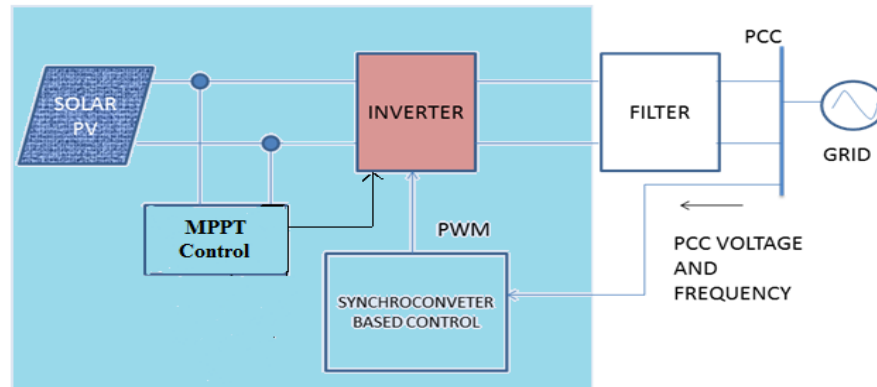 SOLAR
PV
INVERTER
FILTER
PCC
GRID
MPPT
Control
PWM
SYNCHROCONVETER
BASED CONTROL
PCC VOLTAGE
AND
FREQUENCY